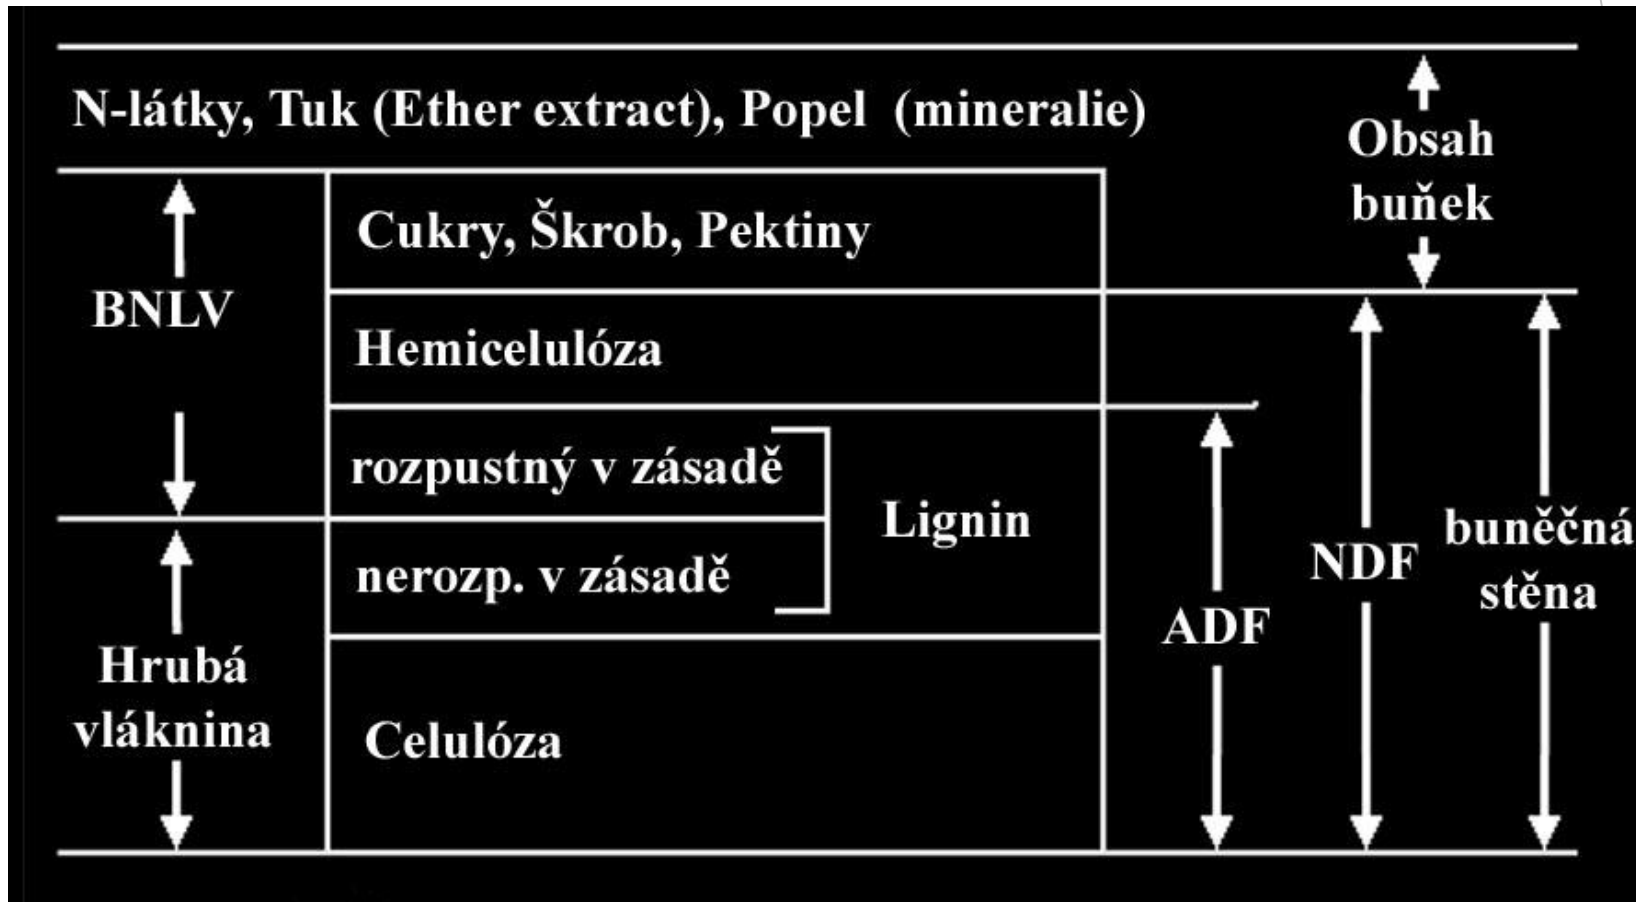 N-látky, Tuk (Ether extract), Popel (mineralie)
Obsah
buňek
Cukry, Škrob, Pektiny
BNLV
Hemicelulóza
rozpustný v zásadě
Lignin
nerozp. v zásadě
buněčná
stěna
NDF
ADF
Hrubá
vláknina
Celulóza